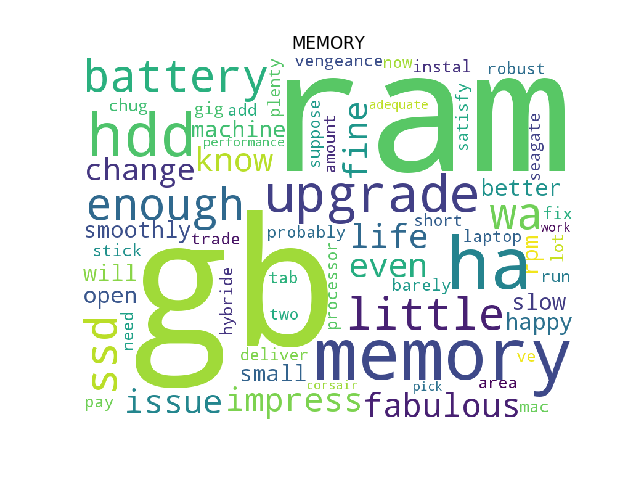 MEMORY
vengeance now instal
battery plenty ram robust
chug gig add adequate
hdd machine suppose amount fine satisfy seagate
performance
change know
enough upgrade better
wa fix
smoothly trade probably life short laptop rpm lot work
stick gb ha
will hybride tab processor even barely run
open need two little slow
ssd happy
deliver memory ve
small corsair pick area
pay issue impress fabulous mac